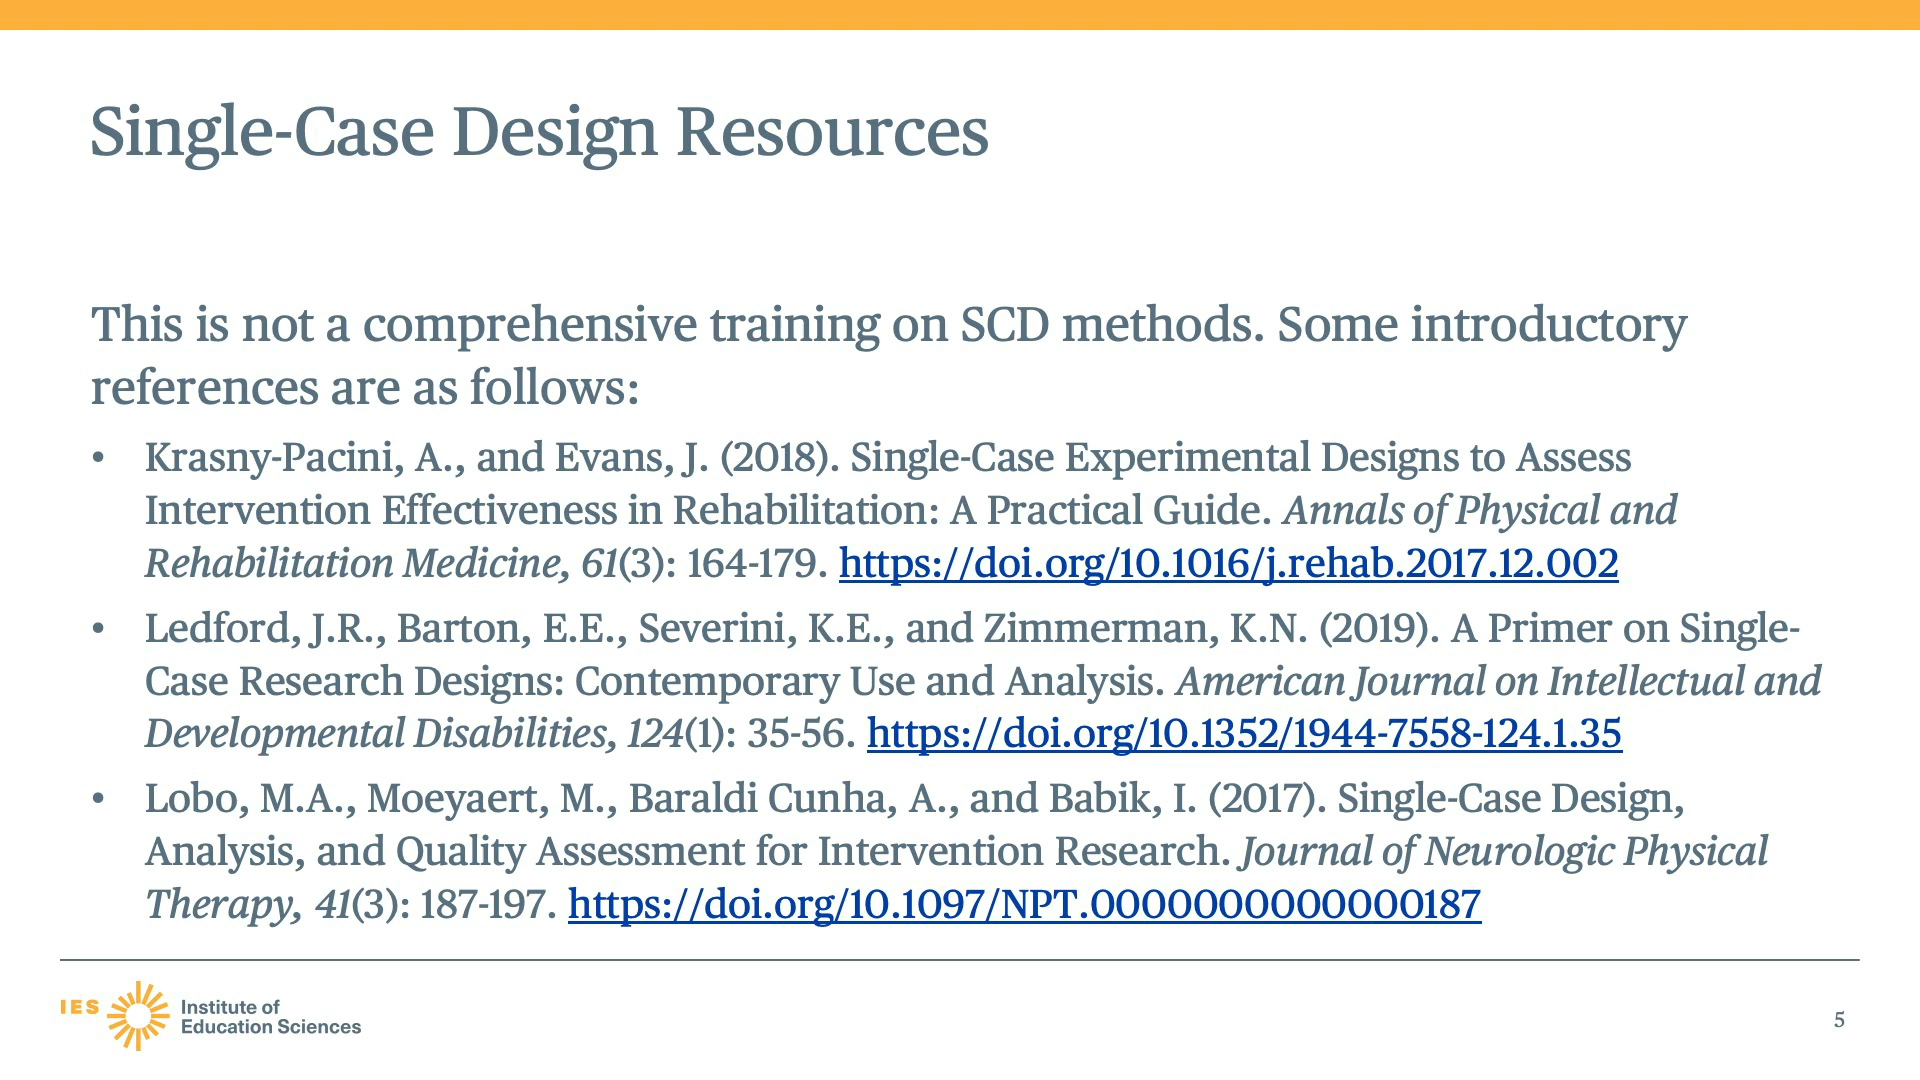 Single-Case Design Resources
This is not a comprehensive training on SCD methods. Some introductory
references are as follows:
• Krasny-Pacini, A., and Evans, J. (2018). Single-Case Experimental Designs to Assess
Intervention Effectiveness in Rehabilitation: A Practical Guide. Annals of Physical and
Rehabilitation Medicine, 61(3): 164-179. https://doi.org/10.1016/j.rehab.2017.12.002
• Ledford, J.R., Barton, E.E., Severini, K.E., and Zimmerman, K.N. (2019). A Primer on Single-
Case Research Designs: Contemporary Use and Analysis. American Journal on Intellectual and
Developmental Disabilities, 124(1): 35-56. https://doi.org/10.1352/1944-7558-124.1.35
• Lobo, M.A., Moeyaert, M., Baraldi Cunha, A., and Babik, I. (2017). Single-Case Design,
Analysis, and Quality Assessment for Intervention Research. Journal of Neurologic Physical
Therapy, 41(3): 187-197. https://doi.org/10.1097/NPT.0000000000000187
IES
Institute of
Education Sciences
5